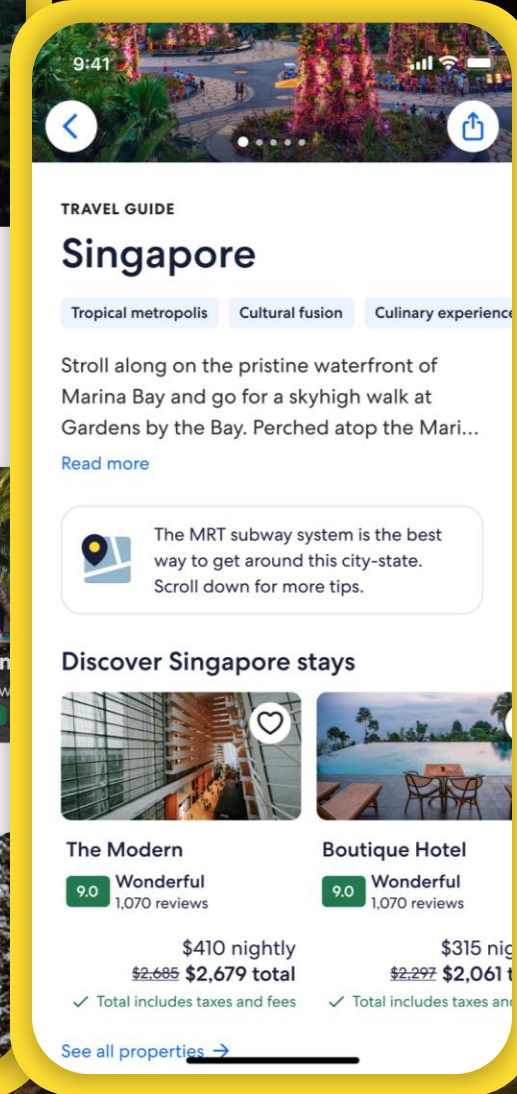 9:41
TRAVEL GUIDE
Singapore
Tropical metropolis Cultural fusion Culinary experience
Stroll along on the pristine waterfront of
Marina Bay and go for a skyhigh walk at
Gardens by the Bay. Perched atop the Mari...
Read more
The MRT subway system is the best
way to get around this city-state.
Scroll down for more tips.
Discover Singapore stays
The Modern
9.0 Wonderful
1,070 reviews
$410 nightly
$2,685 $2,679 total
Total includes taxes and fees
Boutique Hotel
9.0 Wonderful
1,070 reviews
$315 nig
$2,297 $2,061 t
Total includes taxes and
See all properties →